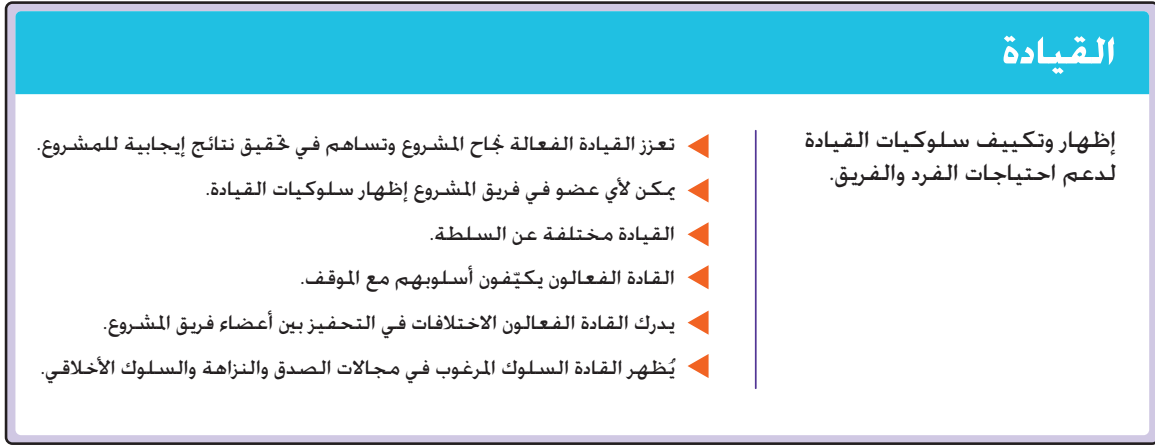 القيادة
إظهار وتكييف سلوكيات القيادة
لدعم احتياجات الفرد والفريق.
تعزز القيادة الفعالة نجاح المشروع وتساهم في تحقيق نتائج إيجابية للمشروع.
يمكن لأي عضو في فريق المشروع إظهار سلوكيات القيادة.
القيادة مختلفة عن السلطة.
القادة الفعالون يكيّفون أسلوبهم مع الموقف.
يدرك القادة الفعالون الاختلافات في التحفيز بين أعضاء فريق المشروع.
يُظهر القادة السلوك المرغوب في مجالات الصدق والنزاهة والسلوك الأخلاقي.